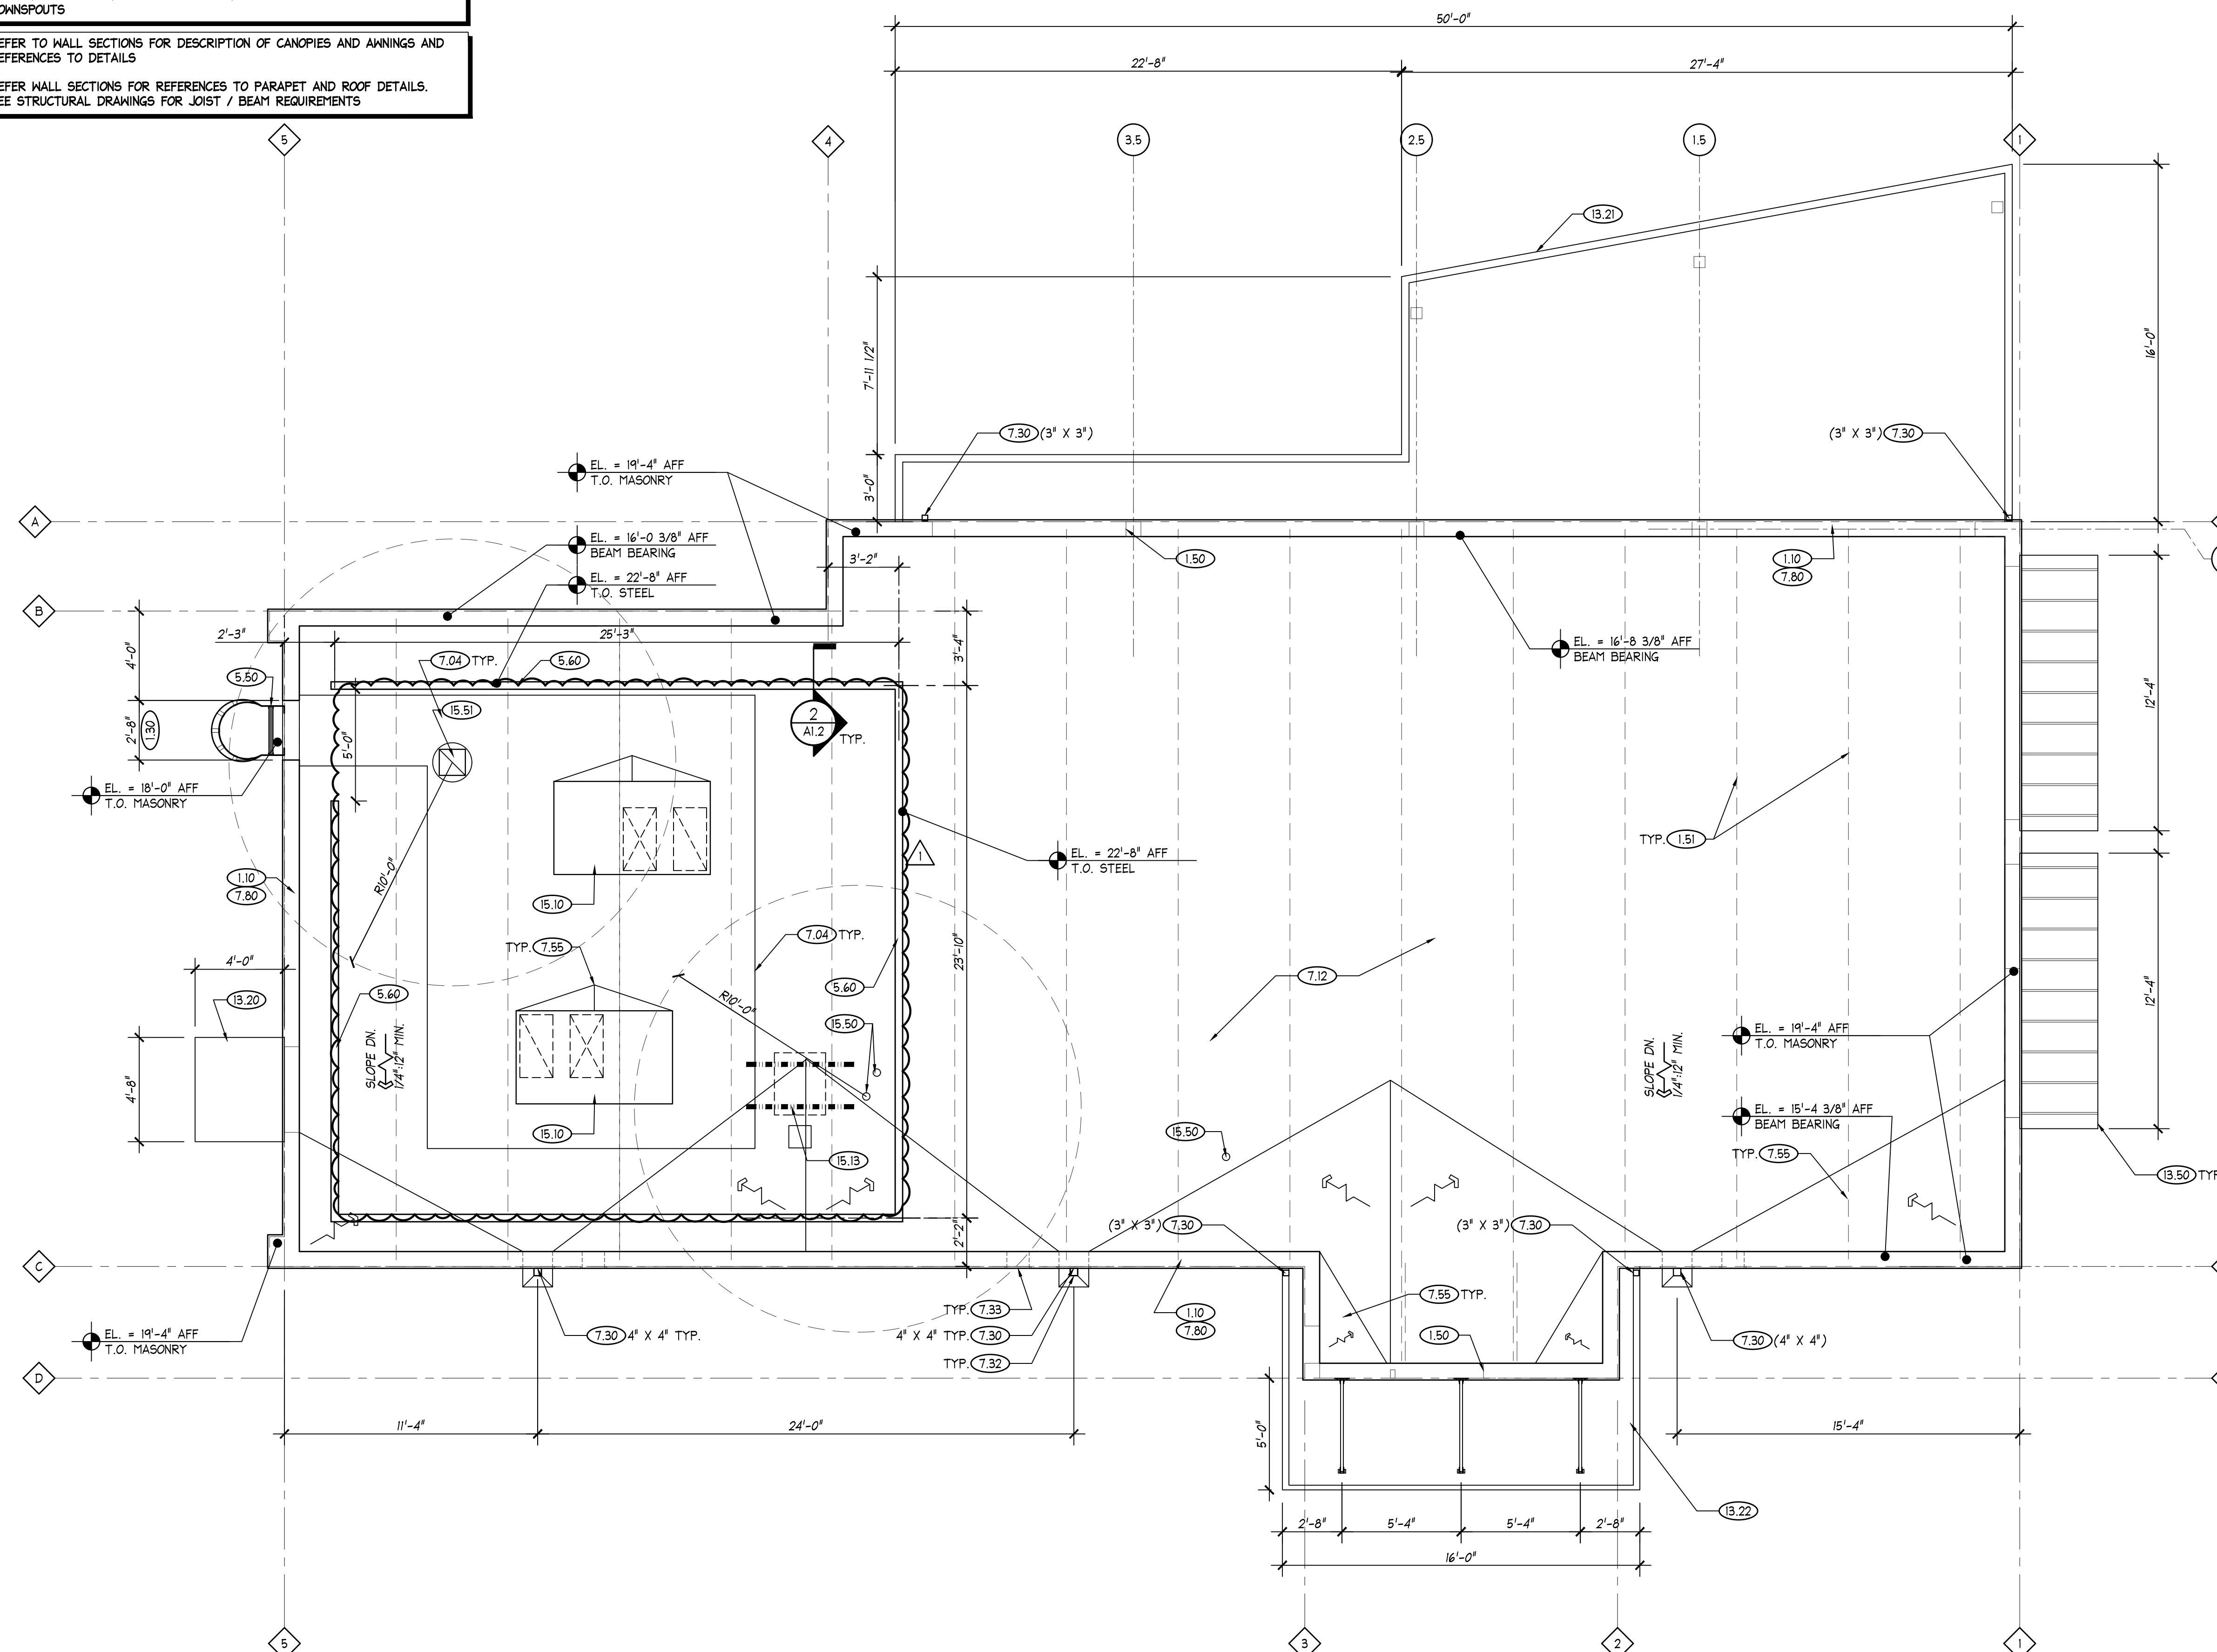 OWNSPOUTS
EFER TO WALL SECTIONS FOR DESCRIPTION OF CANOPIES AND AWNINGS AND
EFERENCES TO DETAILS
EFER WALL SECTIONS FOR REFERENCES TO PARAPET AND ROOF DETAILS.
EE STRUCTURAL DRAWINGS FOR JOIST / BEAM REQUIREMENTS
50'-0"
22'-8"
27'-4"
5
4
3.5
2.5
1.5
1
13.21
16'-0"
7'-11 1/2"
3'-0"
7.30 (3" X 3")
(3" X 3") 7.30
EL. = 19'-4" AFF
T.O. MASONRY
A
EL. = 16'-0 3/8" AFF
BEAM BEARING
EL. = 22'-8" AFF
T.O. STEEL
3'-2"
1.50
1.10
7.80
B
2'-3"
25'-3"
3'-4"
EL. = 16'-8 3/8" AFF
BEAM BEARING
4'-0"
5.50
7.04 TYP.
5.60
15.51
2
A1.2
TYP.
2'-8"
1.30
5'-0"
12'-4"
EL. = 18'-0" AFF
T.O. MASONRY
TYP. 1.51
1
EL. = 22'-8" AFF
T.O. STEEL
R10'-0"
1.10
7.80
15.10
TYP. 7.55
7.04 TYP.
23'-10"
7.12
4'-0"
13.20
5.60
5.60
R10'-0"
15.50
12'-4"
SLOPE DN.
1/4":12" MIN.
SLOPE DN.
1/4":12" MIN.
EL. = 19'-4" AFF
T.O. MASONRY
4'-8"
15.10
15.13
15.50
EL. = 15'-4 3/8" AFF
BEAM BEARING
TYP. 7.55
13.50 TYP
2'-2"
(3" X 3") 7.30
(3" X 3") 7.30
C
TYP. 7.33
1.10
7.80
7.55 TYP.
EL. = 19'-4" AFF
T.O. MASONRY
7.30 4" X 4" TYP.
4" X 4" TYP. 7.30
1.50
7.30 (4" X 4")
TYP. 7.32
D
11'-4"
24'-0"
5'-0"
15'-4"
13.22
2'-8"
5'-4"
5'-4"
2'-8"
16'-0"
5
3
2
1